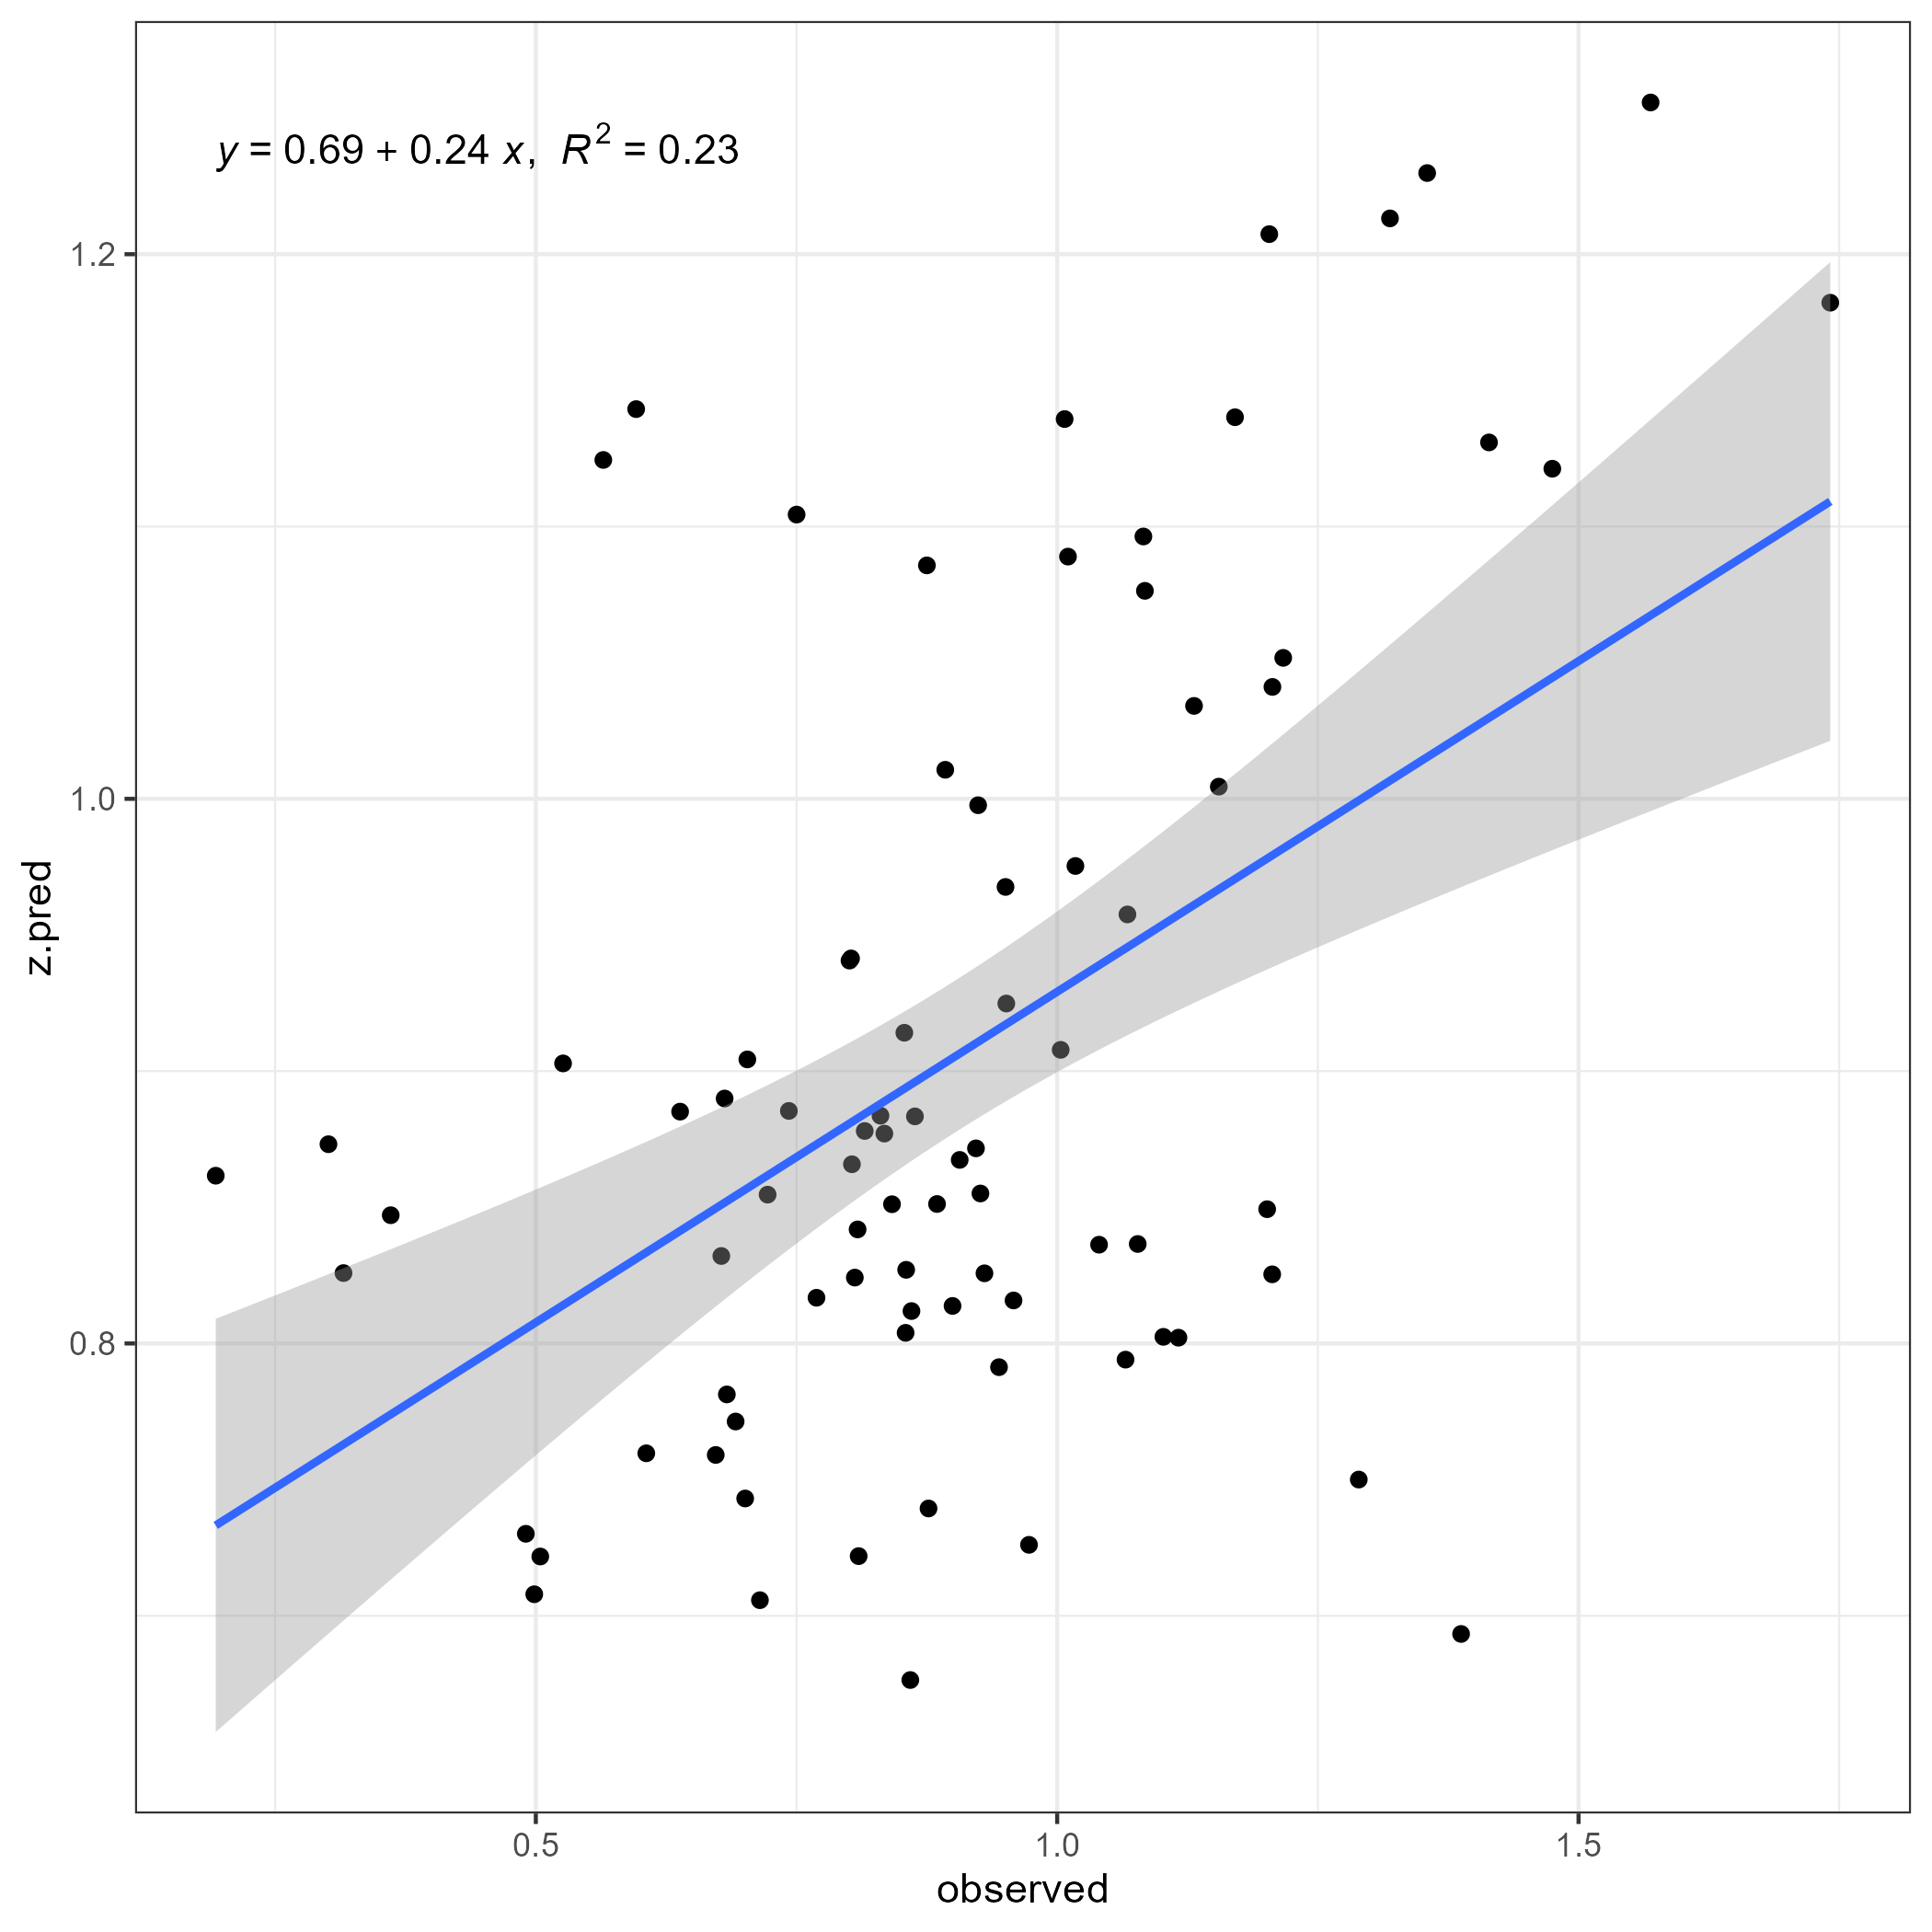 y = 0.69 + 0.24 x, R² = 0.23
1.2
1.0
0.8
z.pred
0.5 1.0 1.5
observed